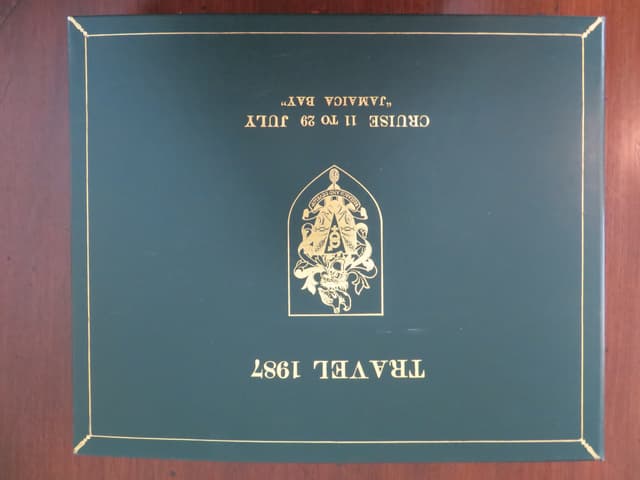 TRAVEL 1987
CRUISE 11 TO 29 JULY
"JAMAICA BAY"